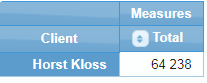 Measures
Client Total
Horst Kloss 64 238